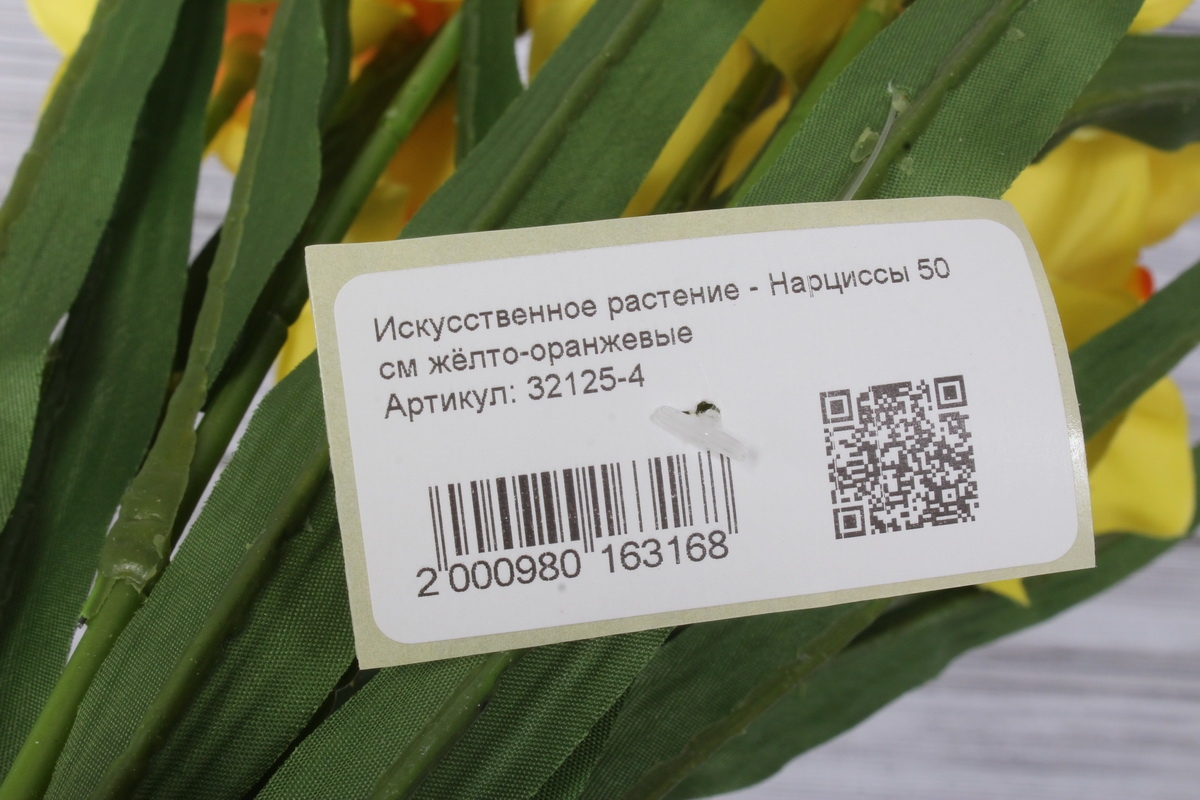 Искусственное растение - Нарциссы 50
см жёлто-оранжевые
Артикул: 32125-4
2 000980 163168